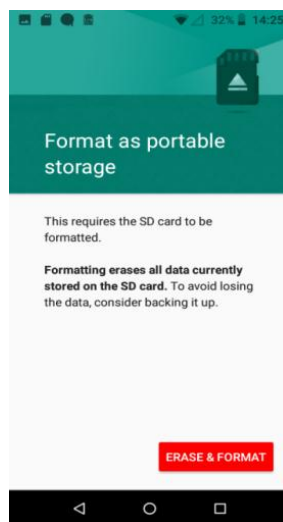 32% 14:25
Format as portable
storage
This requires the SD card to be
formatted.
Formatting erases all data currently
stored on the SD card. To avoid losing
the data, consider backing it up.
ERASE & FORMAT